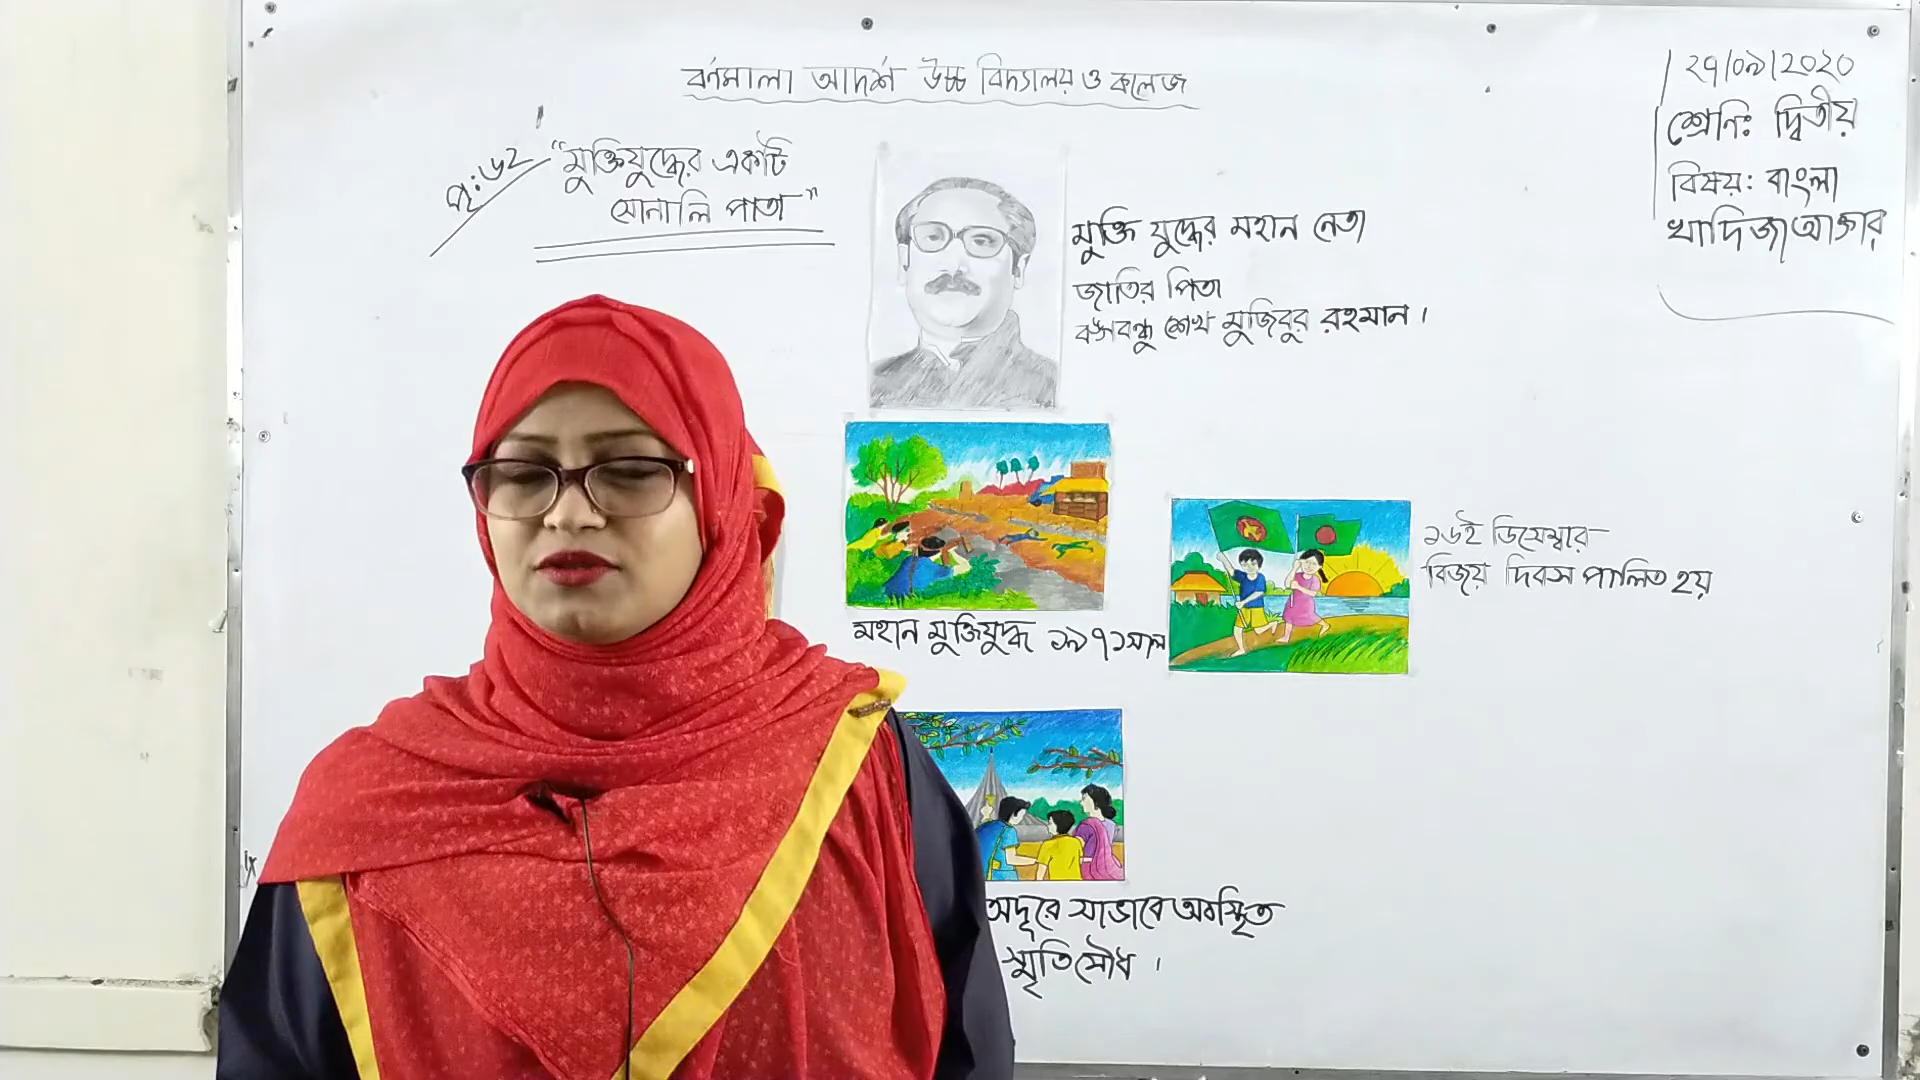 বর্ণমালা আদর্শ উচ্চ বিদ্যালয় ও কলেজ
২৭/০৯/২০২০
শ্রেনিঃ দ্বিতীয়
বিষয়: বাংলা
খাদিজা আক্তার
পৃ: ৬২
"মুক্তিযুদ্ধের একটি
সোনালি পাতা"
মুক্তি যুদ্ধের মহান নেতা
জাতির পিতা
বঙ্গবন্ধু শেখ মুজিবুর রহমান।
মহান মুক্তিযুদ্ধ ১৯৭১সাল
১৬ই ডিসেম্বার
বিজয় দিবস পালিত হয়
অদূরে সাভারে অবস্থিত
স্মৃতিসৌধ ।